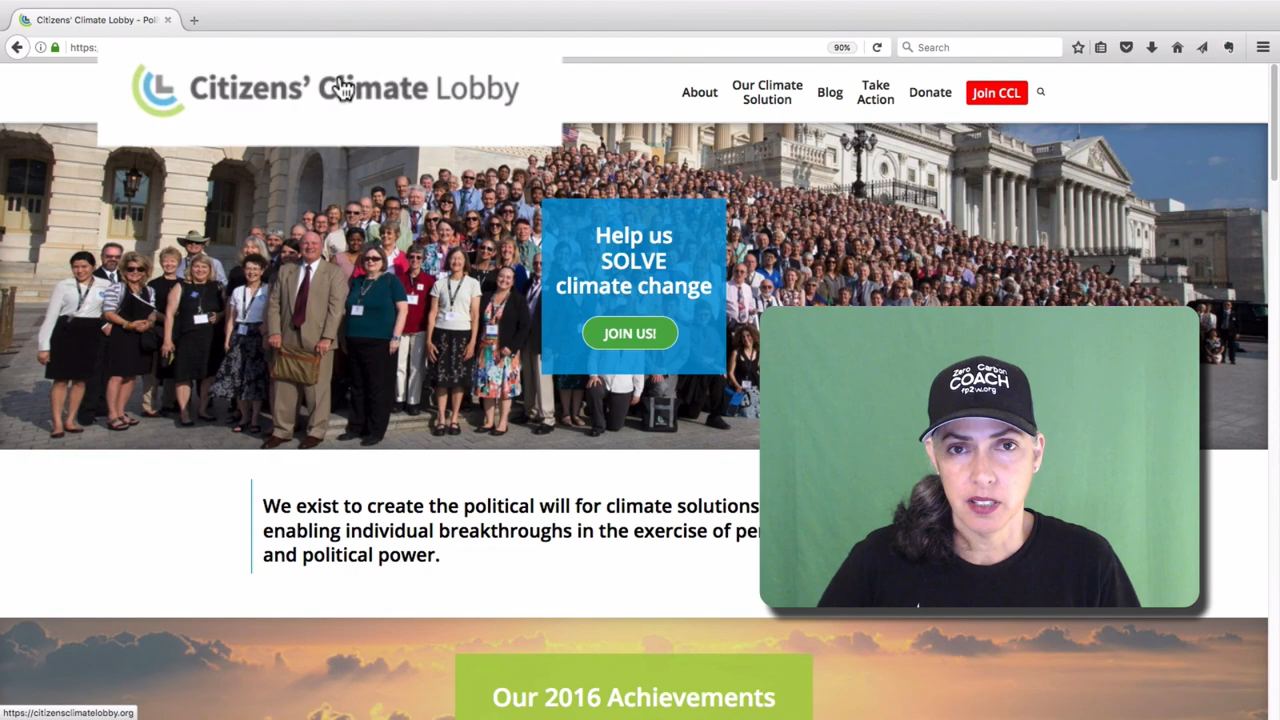 Citizens' Climate Lobby - Pol
https:
90%
Search
Citizens' Climate Lobby
About
Our Climate
Solution
Blog
Take
Action
Donate
Join CCL
Help us
SOLVE
climate change
JOIN US!
Zero Carbon
COACH
rp2w.org
We exist to create the political will for climate solutions
enabling individual breakthroughs in the exercise of pe
and political power.
Our 2016 Achievements
https://citizensclimatelobby.org